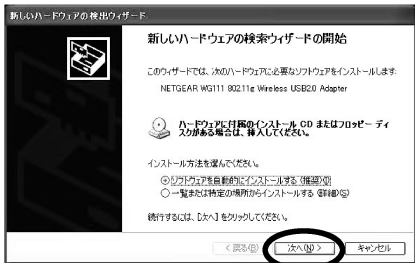 新しいハードウェアの検出ウィザード
新しいハードウェアの検索ウィザードの開始
このウィザードでは、次のハードウェアに必要なソフトウェアをインストールします:
NETGEAR WG111 802.11g Wireless USB2.0 Adapter
ハードウェアに付属のインストール CD またはフロッピー ディ
スクがある場合は、挿入してください。
インストール方法を選んでください。
ソフトウェアを自動的にインストールする (推奨)(I)
一覧または特定の場所からインストールする (詳細)(S)
続行するには、[次へ] をクリックしてください。
< 戻る(B) 次へ(N) > キャンセル